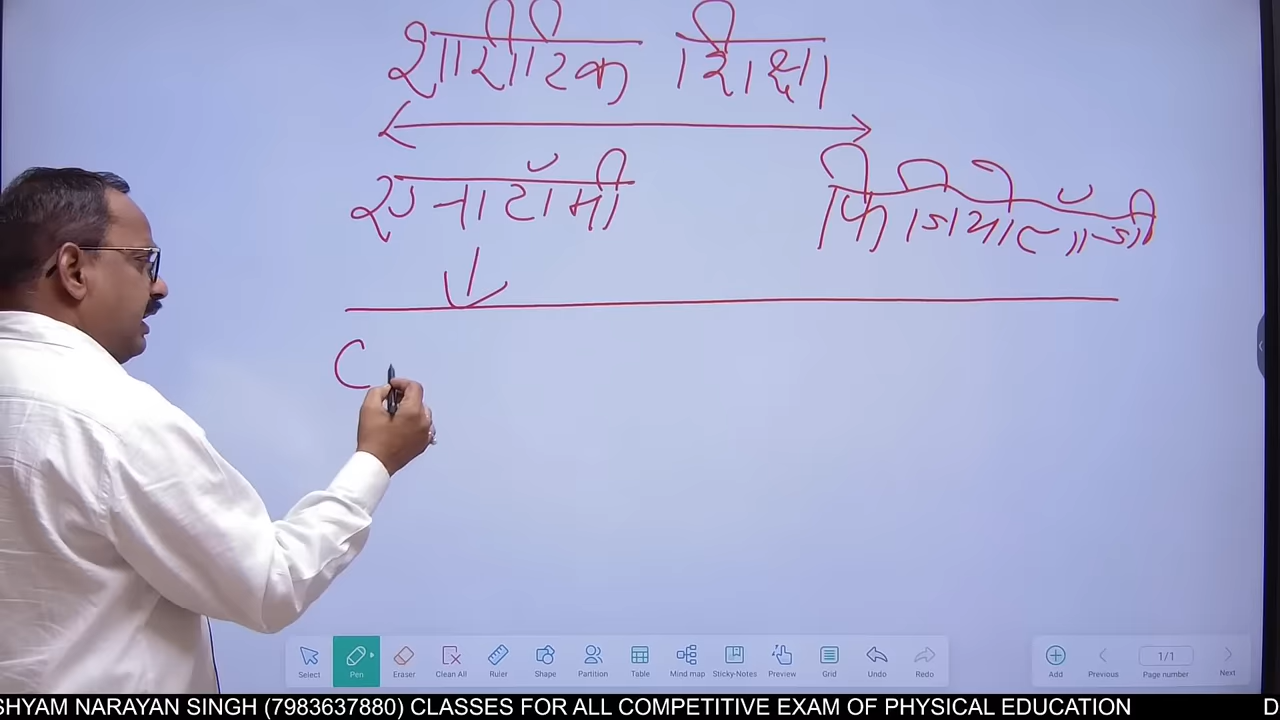 शारीरिक शिक्षा
एनाटॉमी फिजियोलॉजी
C
Select Pen Eraser Clean All Ruler Shape Partition Table Mind map Sticky-Notes Preview Grid Undo Redo Add Previous 1/1 Page number Next
SHYAM NARAYAN SINGH (7983637880) CLASSES FOR ALL COMPETITIVE EXAM OF PHYSICAL EDUCATION D